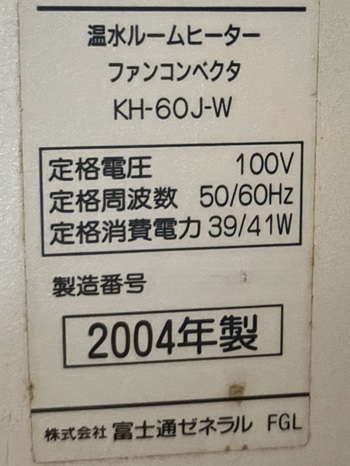 温水ルームヒーター
ファンコンベクタ
KH-60J-W
定格電圧 100V
定格周波数 50/60Hz
定格消費電力 39/41W
製造番号
2004年製
株式会社 富士通ゼネラル FGL